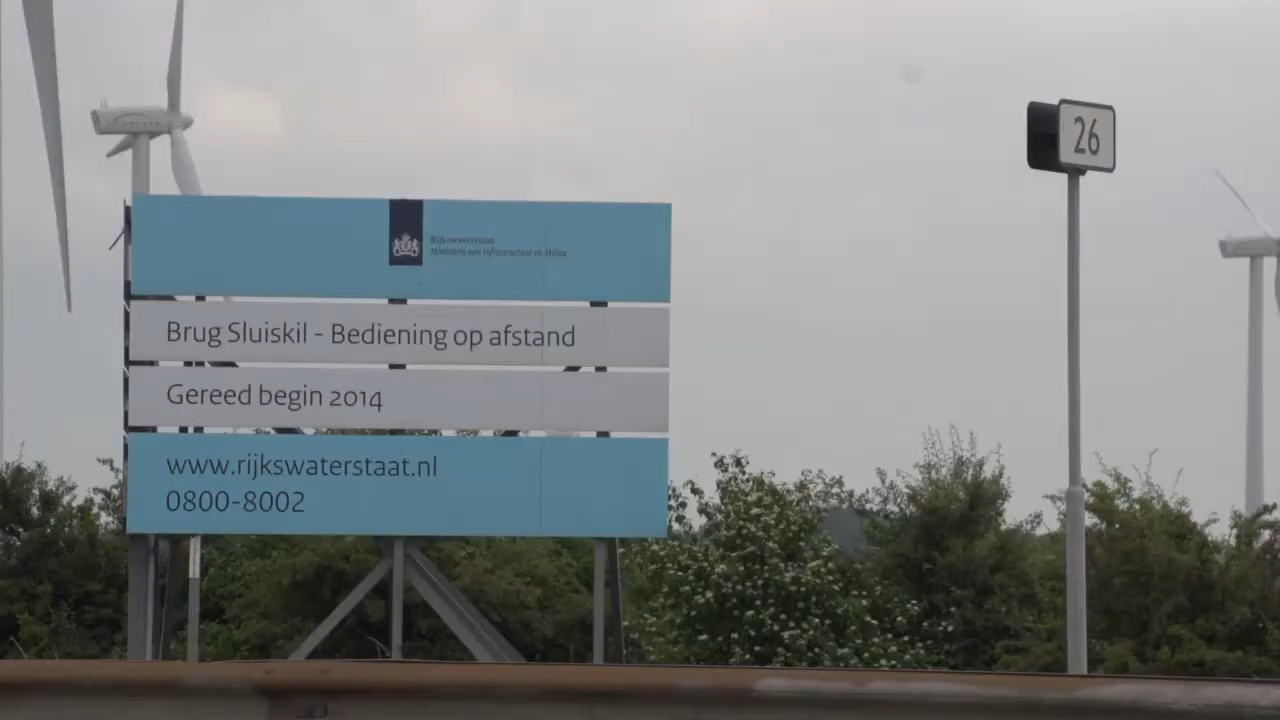 Rijkswaterstaat
Ministerie van Infrastructuur en Milieu
Brug Sluiskil - Bediening op afstand
Gereed begin 2014
www.rijkswaterstaat.nl
0800-8002
26